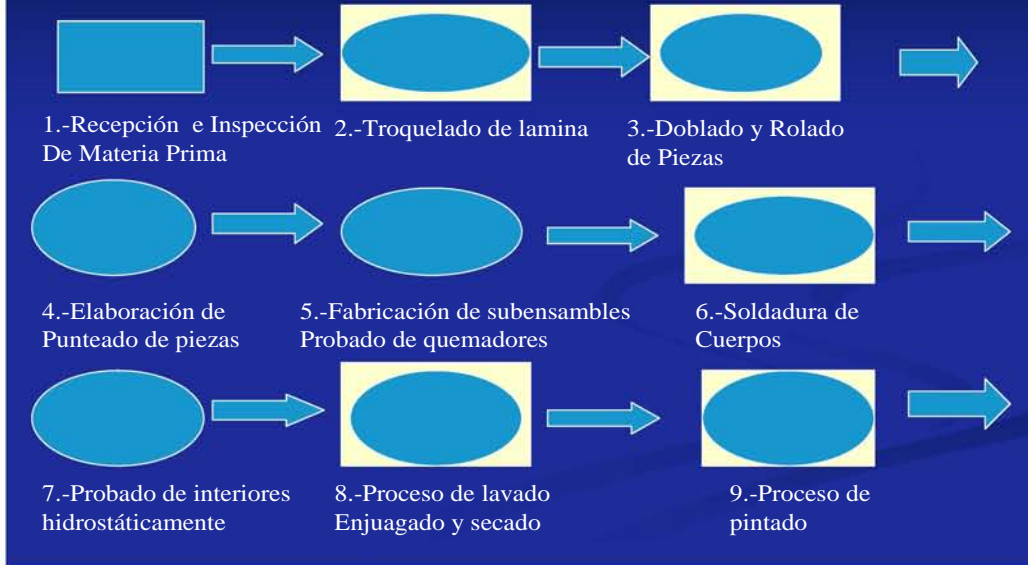 1.-Recepción e Inspección
De Materia Prima
2.-Troquelado de lamina
3.-Doblado y Rolado
de Piezas
4.-Elaboración de
Punteado de piezas
5.-Fabricación de subensambles
Probado de quemadores
6.-Soldadura de
Cuerpos
7.-Probado de interiores
hidrostáticamente
8.-Proceso de lavado
Enjuagado y secado
9.-Proceso de
pintado